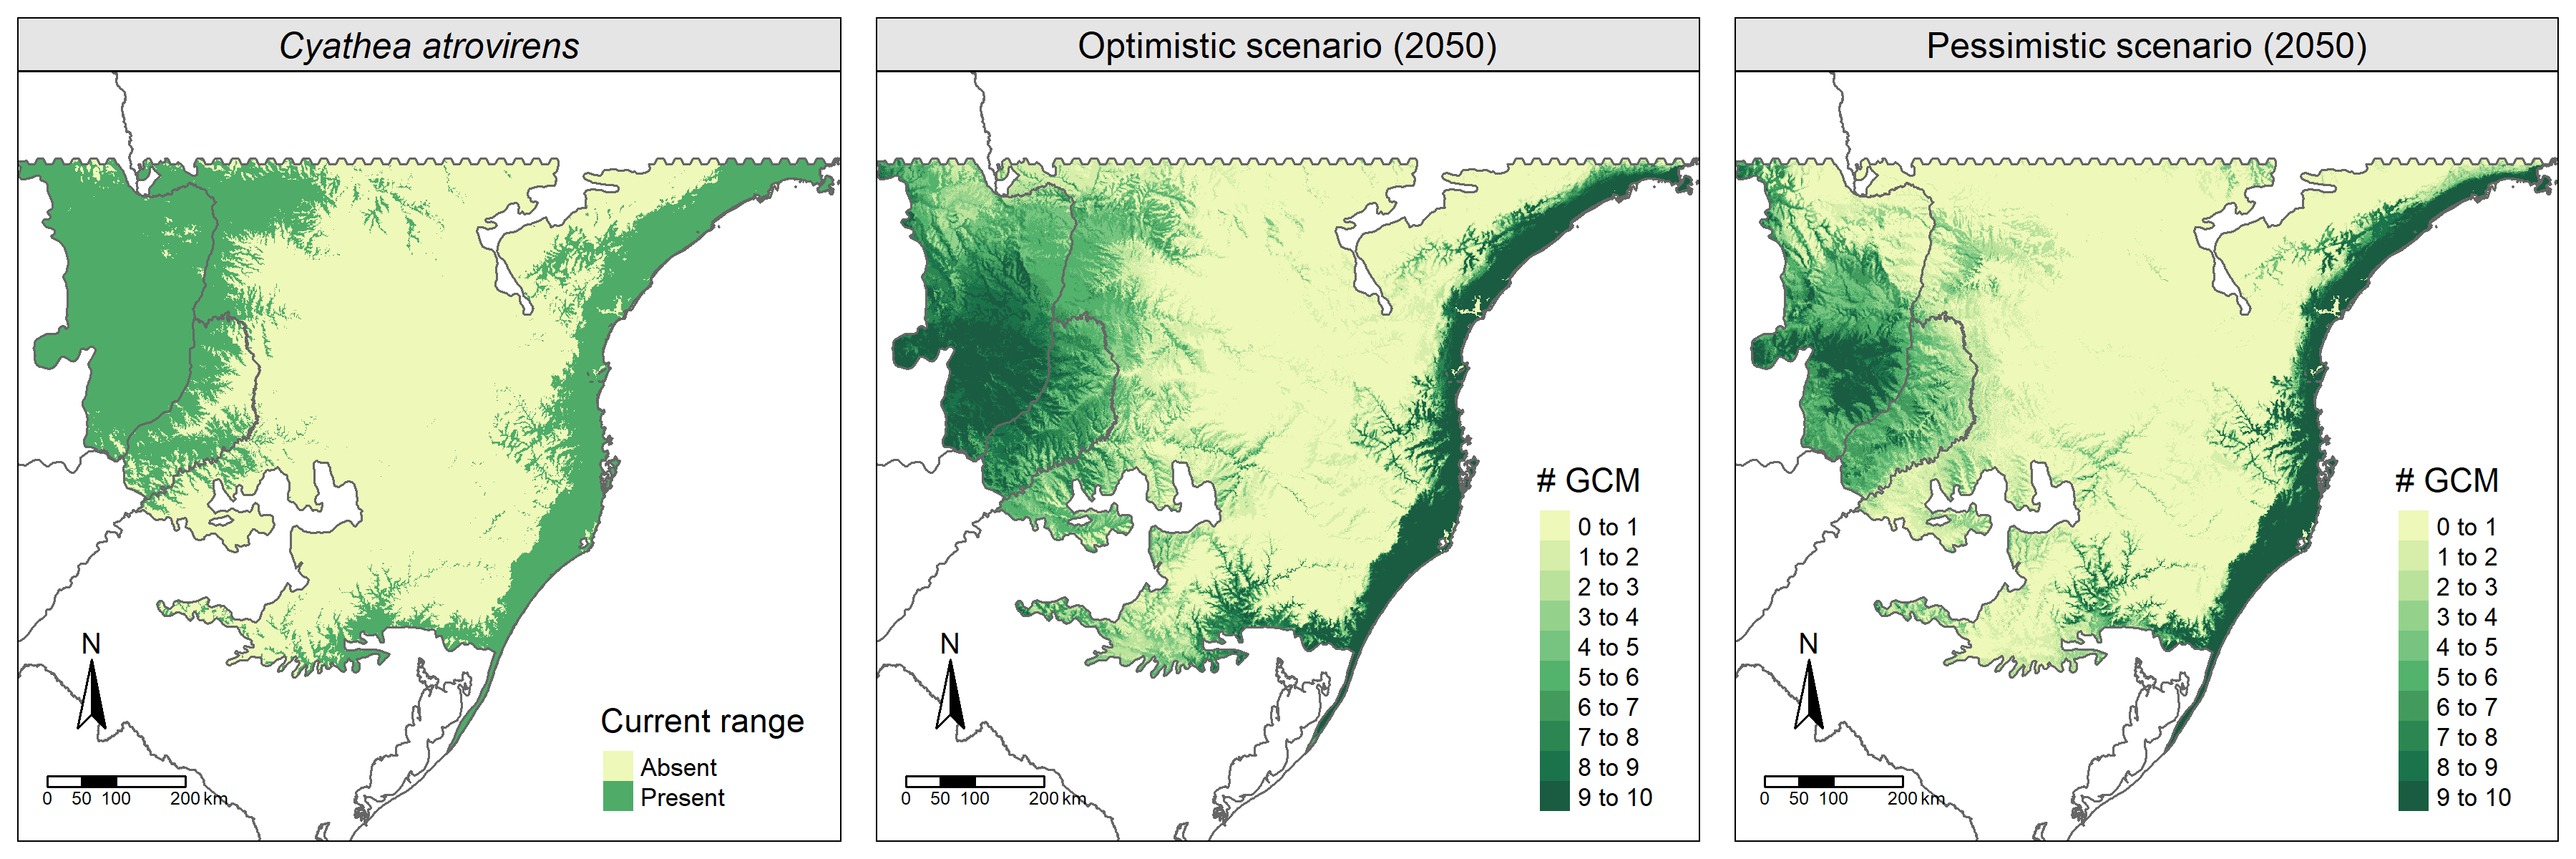 Cyathea atrovirens
N
Current range
Absent
Present
0 50 100 200 km
Optimistic scenario (2050)
# GCM
0 to 1
1 to 2
2 to 3
3 to 4
4 to 5
5 to 6
6 to 7
7 to 8
8 to 9
9 to 10
N
0 50 100 200 km
Pessimistic scenario (2050)
# GCM
0 to 1
1 to 2
2 to 3
3 to 4
4 to 5
5 to 6
6 to 7
7 to 8
8 to 9
9 to 10
N
0 50 100 200 km